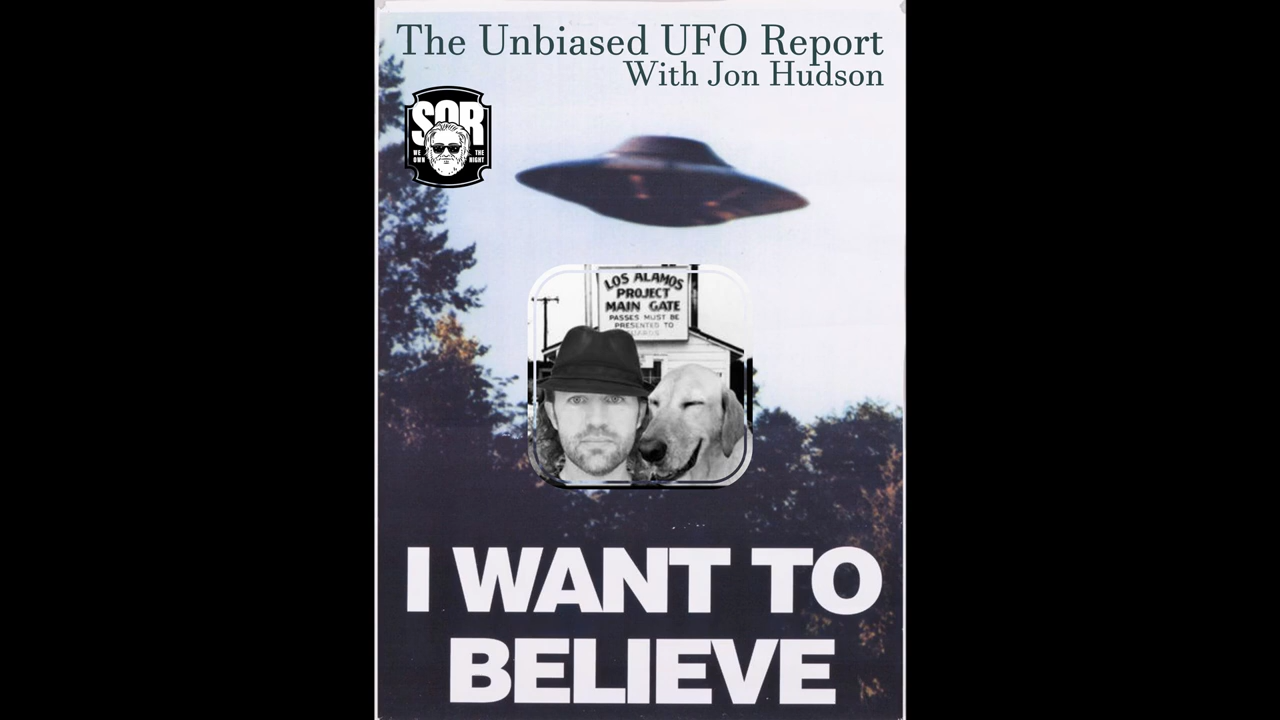 The Unbiased UFO Report
With Jon Hudson
SOR
WE OWN THE NIGHT
LOS ALAMOS
PROJECT
MAIN GATE
PASSES MUST BE
PRESENTED TO
GUARDS
I WANT TO
BELIEVE